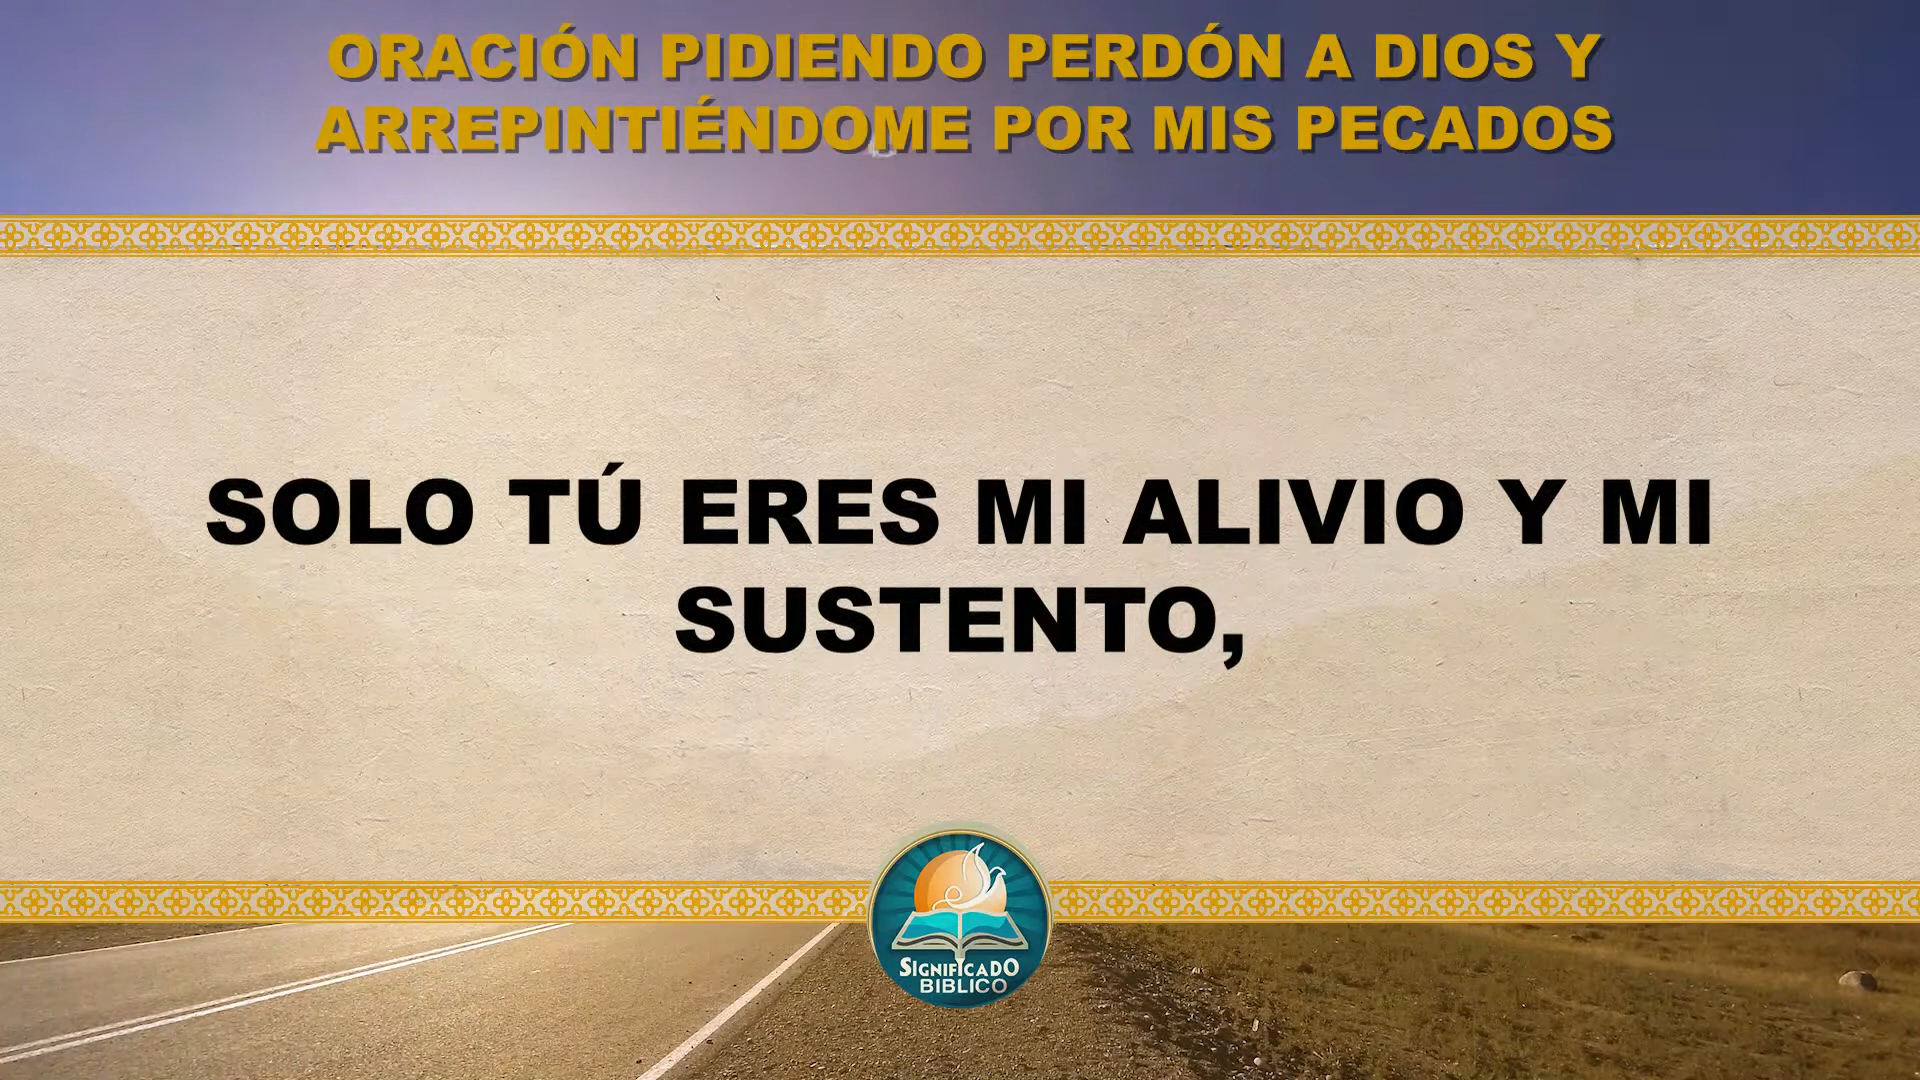 ORACIÓN PIDIENDO PERDÓN A DIOS Y
ARREPINTIÉNDOME POR MIS PECADOS
SOLO TÚ ERES MI ALIVIO Y MI
SUSTENTO,
SIGNIFICADO
BIBLICO